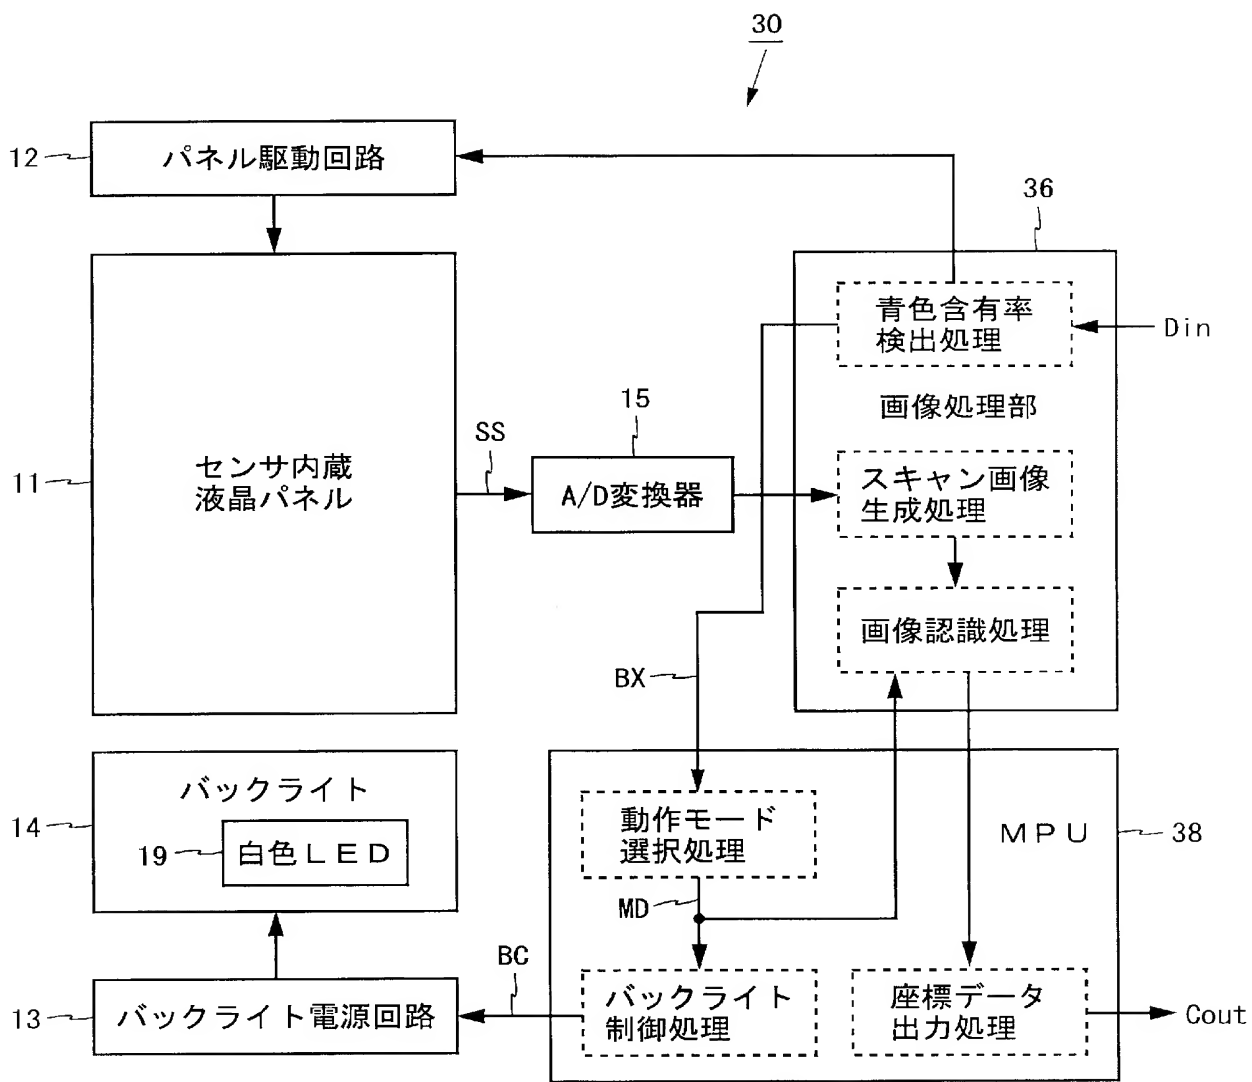 30
12
パネル駆動回路
36
青色含有率
検出処理
Din
画像処理部
15
SS
11
センサ内蔵
液晶パネル
A/D変換器
スキャン画像
生成処理
画像認識処理
BX
バックライト
14
19
白色LED
動作モード
選択処理
MPU
38
MD
BC
13
バックライト電源回路
バックライト
制御処理
座標データ
出力処理
Cout